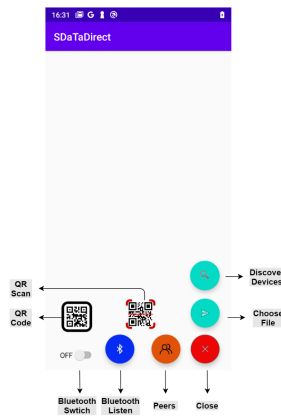 16:31
SDaTaDirect
Discover
Devices
QR
Scan
QR
Code
Choose
File
OFF
Bluetooth
Swtich
Bluetooth
Listen
Peers
Close